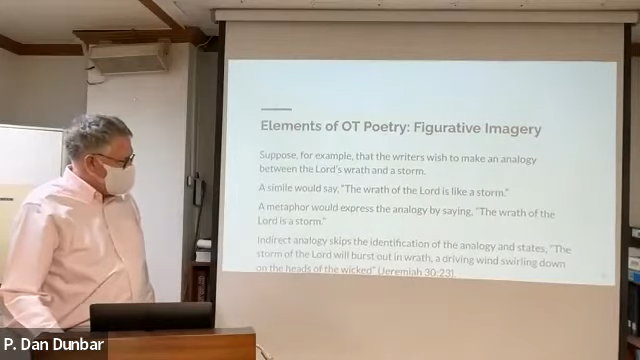 Elements of OT Poetry: Figurative Imagery
Suppose, for example, that the writers wish to make an analogy
between the Lord's wrath and a storm.
A simile would say, "The wrath of the Lord is like a storm."
A metaphor would express the analogy by saying, "The wrath of the
Lord is a storm."
Indirect analogy skips the identification of the analogy and states, "The
storm of the Lord will burst out in wrath, a driving wind swirling down
on the heads of the wicked" (Jeremiah 30:23).
P. Dan Dunbar